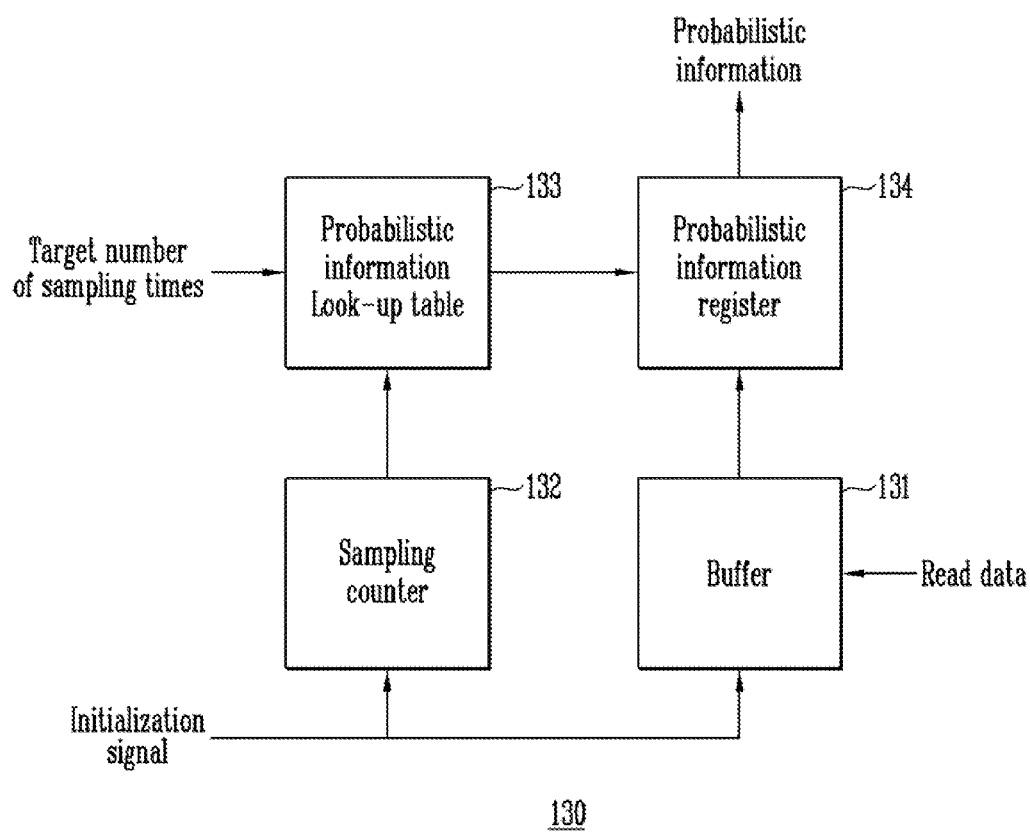 Probabilistic
information
133
134
Target number
of sampling times
Probabilistic
information
Look-up table
Probabilistic
information
register
132
131
Sampling
counter
Buffer
Read data
Initialization
signal
130